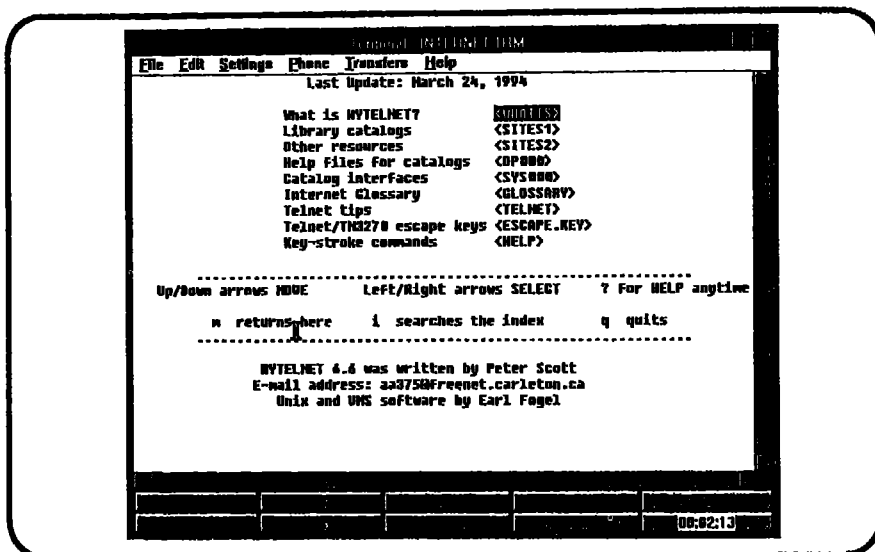 Terminal - INTERNET.TRM
File Edit Settings Phone Transfers Help
Last Update: March 24, 1994
What is HYTELNET? <WHATIS>
Library catalogs <SITES1>
Other resources <SITES2>
Help files for catalogs <OP000>
Catalog interfaces <SYS000>
Internet Glossary <GLOSSARY>
Telnet tips <TELNET>
Telnet/TN3270 escape keys <ESCAPE.KEY>
Key-stroke commands <HELP>
Up/Down arrows MOVE Left/Right arrows SELECT ? For HELP anytime
m returns here i searches the index q quits
HYTELNET 6.6 was written by Peter Scott
E-mail address: aa375@freenet.carleton.ca
Unix and VMS software by Earl Fogel
00:02:13